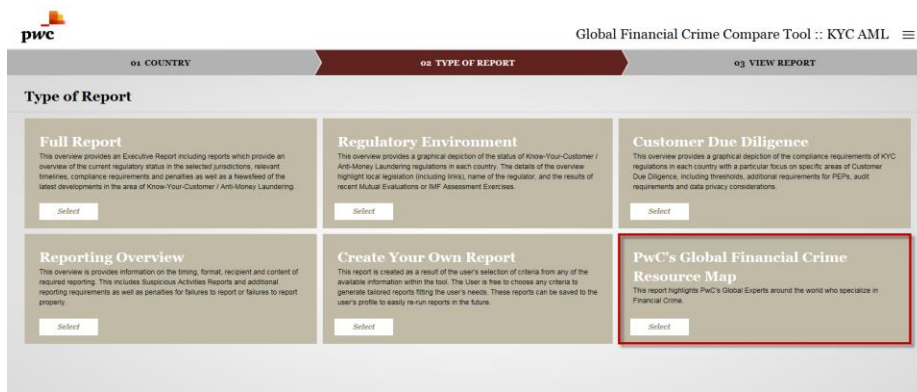 pwc
Global Financial Crime Compare Tool :: KYC AML
01 COUNTRY
02 TYPE OF REPORT
03 VIEW REPORT
Type of Report
Full Report
This overview provides an Executive Report including reports which provide an
overview of the current regulatory status in the selected jurisdictions, relevant
timelines, compliance requirements and penalties as well as a Newsfeed of the
latest developments in the area of Know-Your-Customer / Anti-Money Laundering.
Select
Regulatory Environment
This overview provides a graphical depiction of the status of Know-Your-Customer /
Anti-Money Laundering regulations in each country. The details of the overview
highlight local legislation (including links), name of the regulator, and the results of
recent Mutual Evaluations or IMF Assessment Exercises.
Select
Customer Due Diligence
This overview provides a graphical depiction of the compliance requirements of KYC
regulations in each country with a particular focus on specific areas of Customer
Due Diligence, including thresholds, additional requirements for PEPs, audit
requirements and data privacy considerations.
Select
Reporting Overview
This overview is provides information on the timing, format, recipient and content of
required reporting. This includes Suspicious Activities Reports and additional
reporting requirements as well as penalties for failures to report or failures to report
properly.
Select
Create Your Own Report
This report is created as a result of the user's selection of criteria from any of the
available information within the tool. The User is free to choose any criteria to
generate tailored reports fitting the user's needs. These reports can be saved to the
user's profile to easily re-run reports in the future.
Select
PwC's Global Financial Crime
Resource Map
This report highlights PwC's Global Experts around the world who specialize in
Financial Crime.
Select